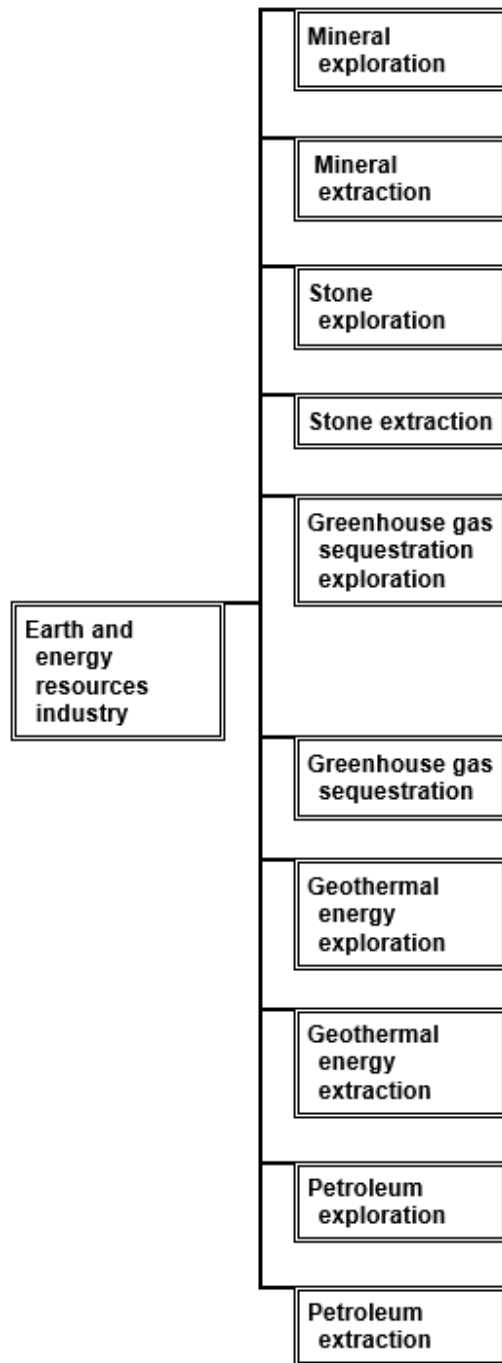 Mineral
exploration
Mineral
extraction
Stone
exploration
Stone extraction
Greenhouse gas
sequestration
exploration
Earth and
energy
resources
industry
Greenhouse gas
sequestration
Geothermal
energy
exploration
Geothermal
energy
extraction
Petroleum
exploration
Petroleum
extraction